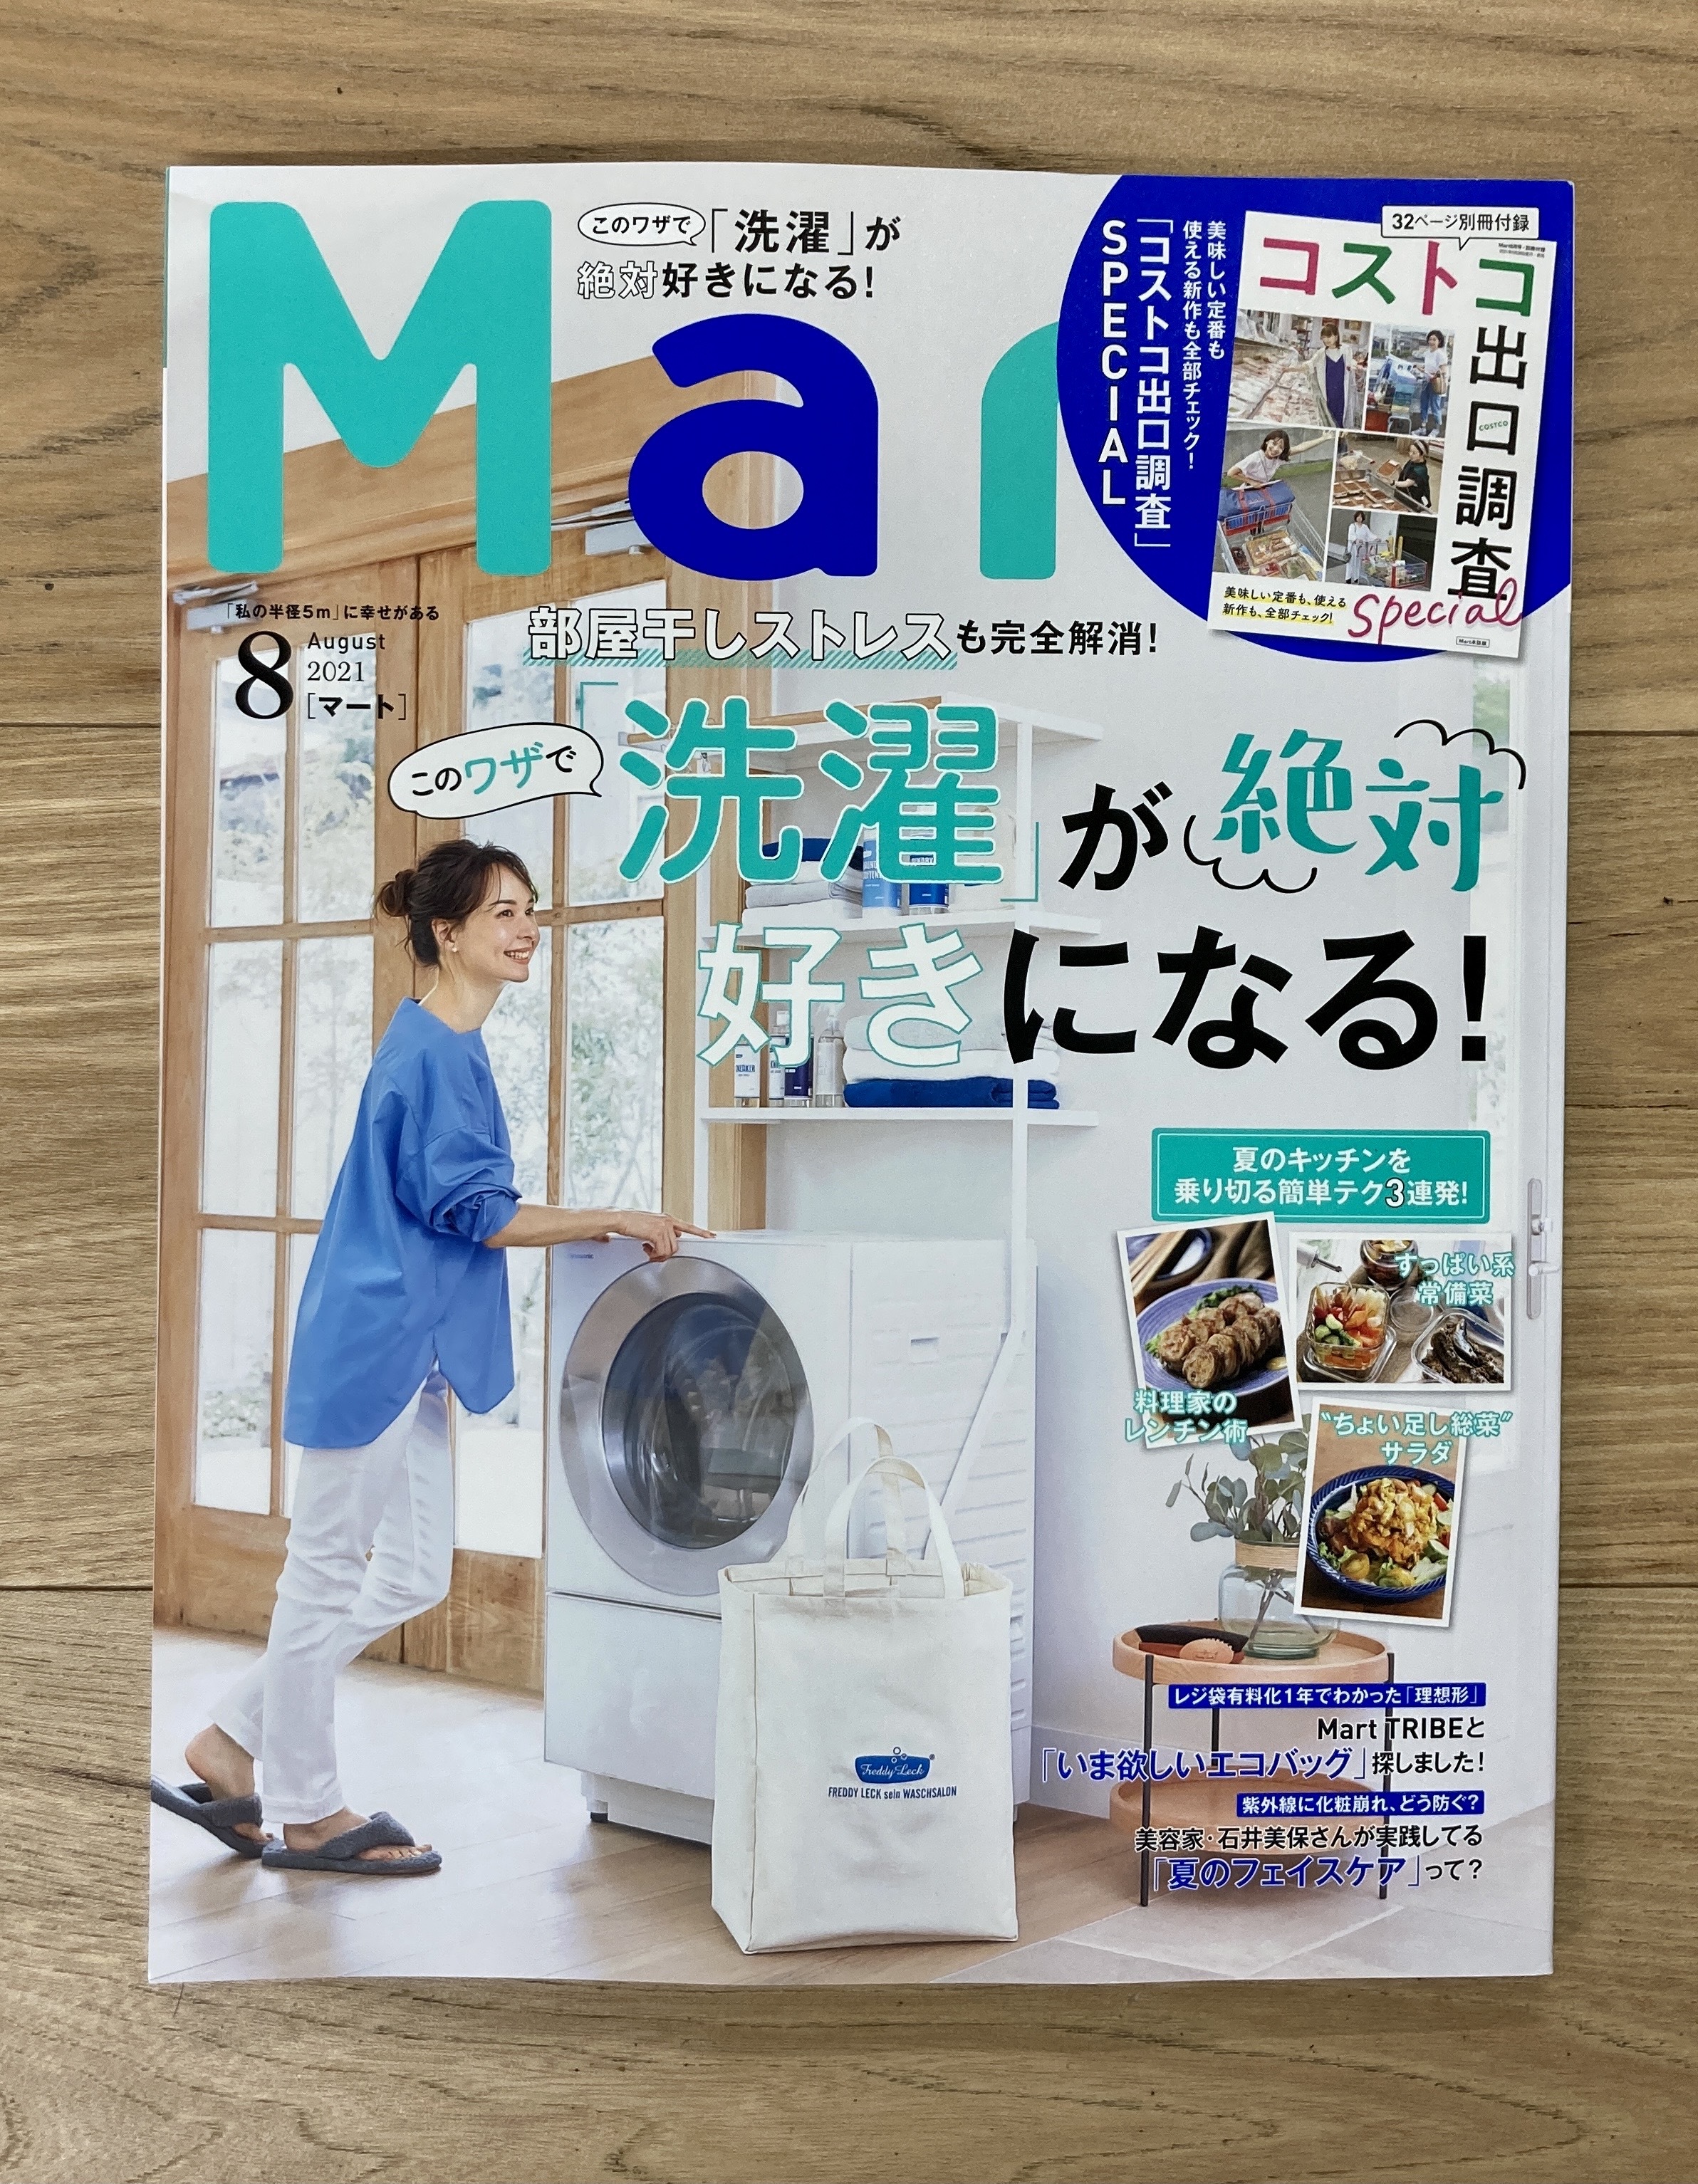 このワザで「洗濯」が
絶対好きになる!
Mar
32ページ別冊付録
美味しい定番も
使える新作も全部チェック!
「コストコ出口調査」
SPECIAL
コストコ
出口調査
COSTCO
Special
美味しい定番も、使える
新作も、全部チェック!
「私の半径5m」に幸せがある
8
August
2021
[マート]
部屋干しストレスも完全解消!
このワザで
「洗濯」が絶対
好きになる!
夏のキッチンを
乗り切る簡単テク3連発!
すっぱい系
常備菜
料理家の
レンチン術
“ちょい足し総菜”
サラダ
レジ袋有料化1年でわかった「理想形」
Mart TRIBEと
「いま欲しいエコバッグ」探しました!
紫外線に化粧崩れ、どう防ぐ?
美容家・石井美保さんが実践してる
「夏のフェイスケア」って?
Freddy Leck
FREDDY LECK sein WASCHSALON